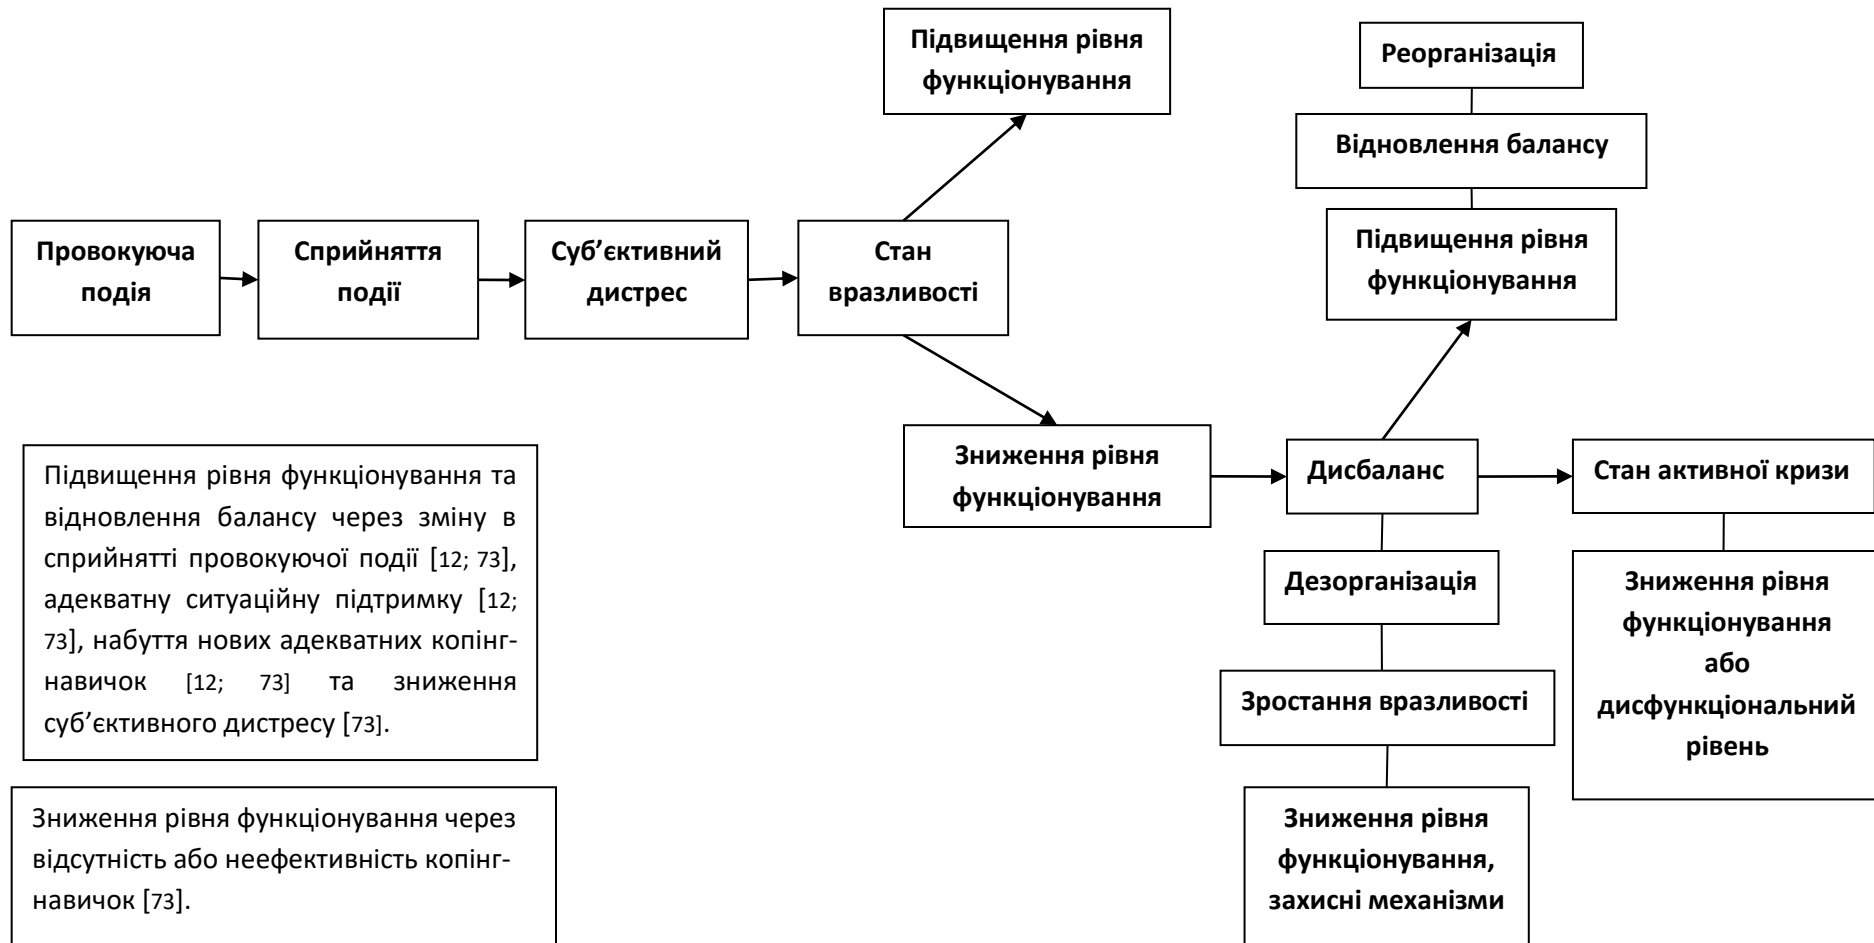 Підвищення рівня
функціонування
Реорганізація
Відновлення балансу
Підвищення рівня
функціонування
Провокуюча
подія
Сприйняття
події
Суб’єктивний
дистрес
Стан
вразливості
Зниження рівня
функціонування
Дисбаланс
Стан активної кризи
Дезорганізація
Зростання вразливості
Зниження рівня
функціонування,
захисні механізми
Зниження рівня
функціонування
або
дисфункціональний
рівень
Підвищення рівня функціонування та
відновлення балансу через зміну в
сприйнятті провокуючої події [12; 73],
адекватну ситуаційну підтримку [12;
73], набуття нових адекватних копінг-
навичок [12; 73] та зниження
суб’єктивного дистресу [73].
Зниження рівня функціонування через
відсутність або неефективність копінг-
навичок [73].